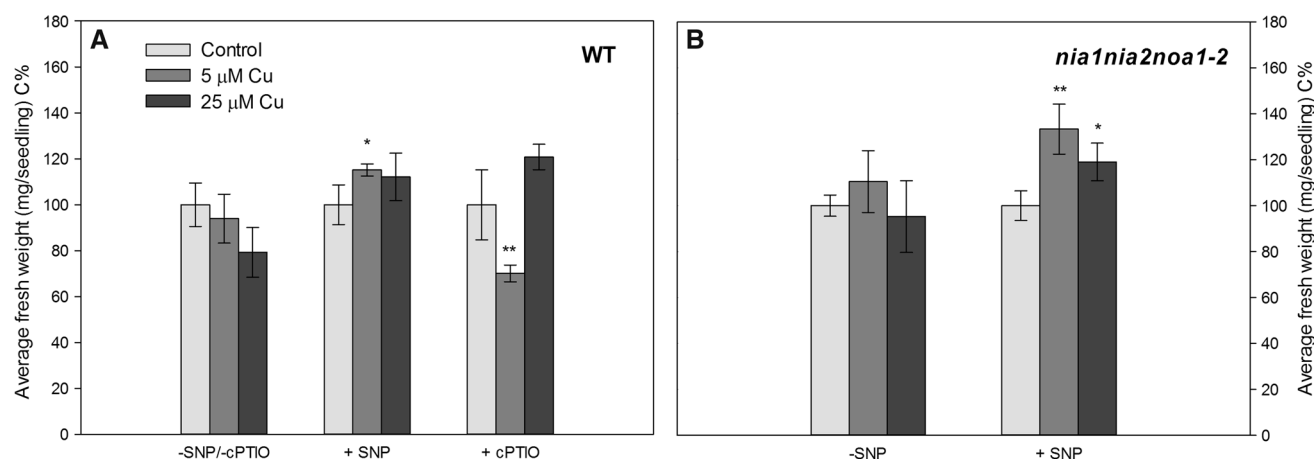 A
WT
Control
5 μM Cu
25 μM Cu
Average fresh weight (mg/seedling) C%
180
160
140
120
100
80
60
40
20
0
*
**
-SNP/-cPTIO
+ SNP
+ cPTIO
B
nia1nia2noa1-2
**
*
-SNP
+ SNP
180
160
140
120
100
80
60
40
20
0
Average fresh weight (mg/seedling) C%